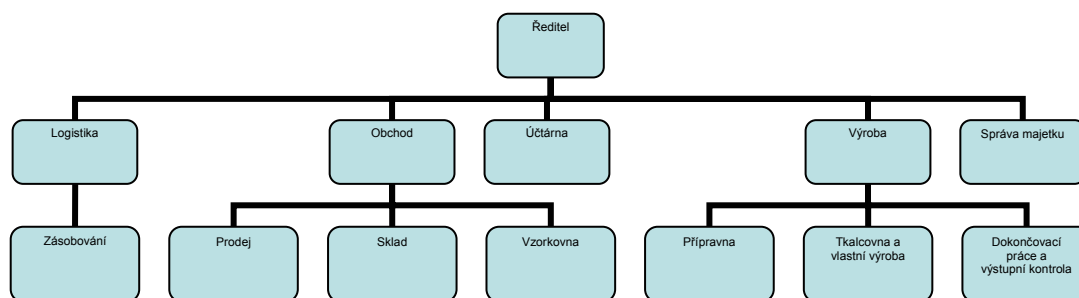 Ředitel
Logistika
Obchod
Účtárna
Výroba
Správa majetku
Zásobování
Prodej
Sklad
Vzorkovna
Přípravna
Tkalcovna a
vlastní výroba
Dokončovací
práce a
výstupní kontrola